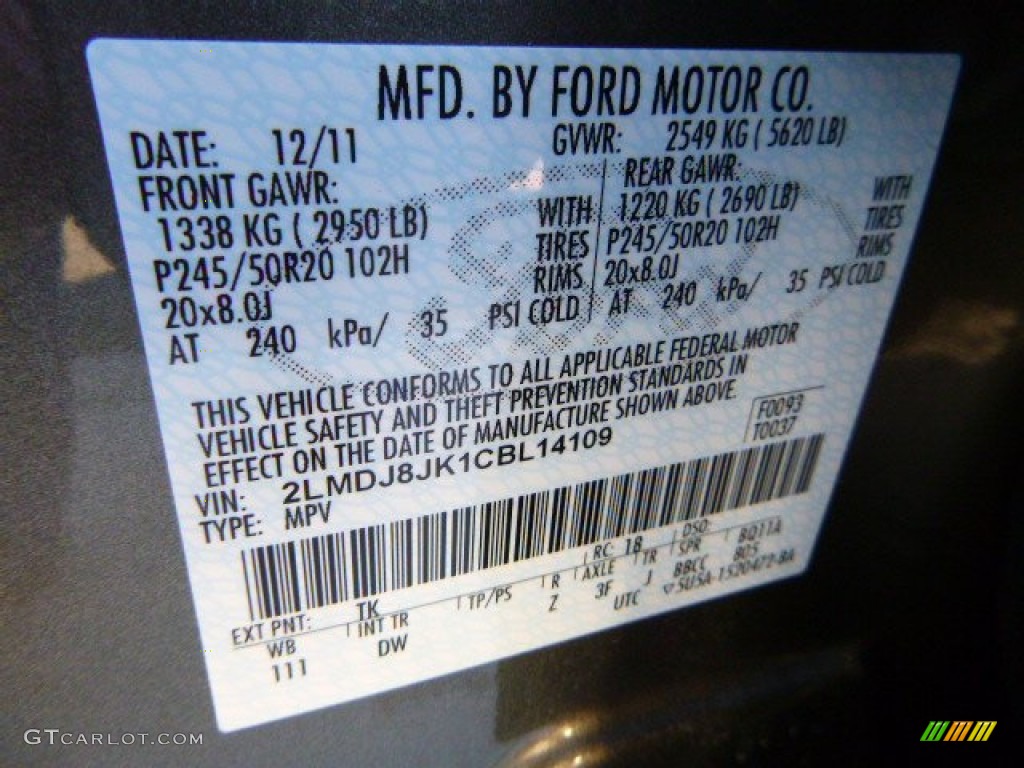 MFD. BY FORD MOTOR CO.
DATE: 12/11 GVWR: 2549 KG ( 5620 LB)
FRONT GAWR: REAR GAWR:
1338 KG ( 2950 LB) WITH 1220 KG ( 2690 LB) WITH
P245/50R20 102H TIRES P245/50R20 102H TIRES
20x8.0J RIMS 20x8.0J RIMS
AT 240 kPa/ 35 PSI COLD AT 240 kPa/ 35 PSI COLD
THIS VEHICLE CONFORMS TO ALL APPLICABLE FEDERAL MOTOR
VEHICLE SAFETY AND THEFT PREVENTION STANDARDS IN
EFFECT ON THE DATE OF MANUFACTURE SHOWN ABOVE.
F0093
T0037
VIN: 2LMDJ8JK1CBL14109
TYPE: MPV
EXT PNT: TK RC: 18 DSO:
WB INT TR TP/PS R AXLE TR SPR BQ11A
111 DW Z 3F J BBCC B05
UTC ▽SUSA-1520472-BA
GTCARLOT.COM